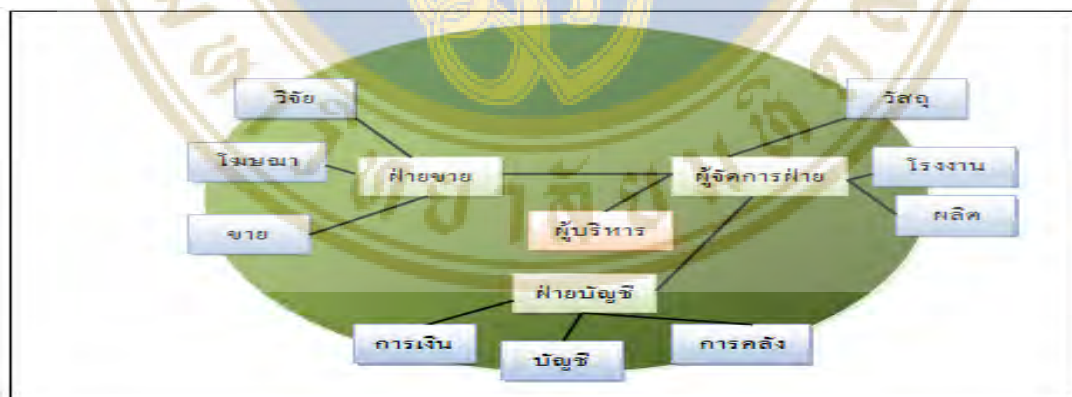 วิจัย
วัสดุ
โฆษณา
ฝ่ายขาย
ผู้จัดการฝ่าย
โรงงาน
ผลิต
ขาย
ผู้บริหาร
ฝ่ายบัญชี
การเงิน
บัญชี
การคลัง